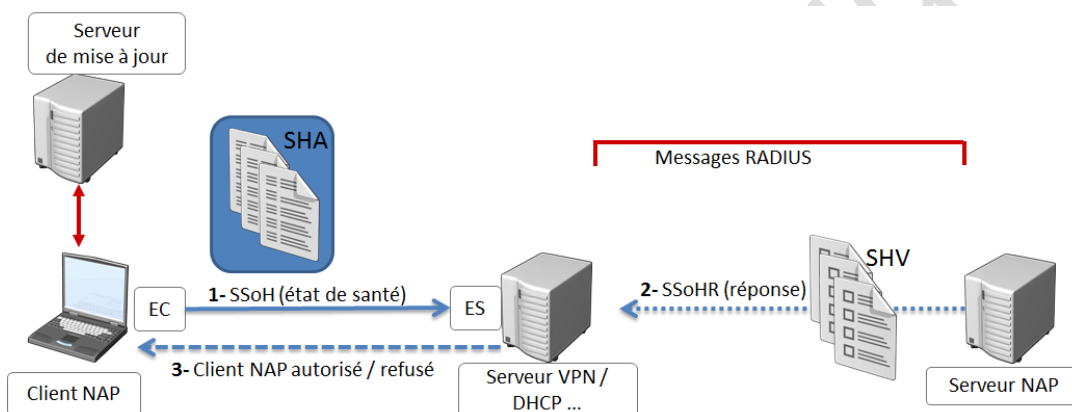 Serveur
de mise à jour
SHA
Messages RADIUS
SHV
1- SSoH (état de santé)
EC
ES
2- SSoHR (réponse)
3- Client NAP autorisé / refusé
Client NAP
Serveur VPN /
DHCP ...
Serveur NAP